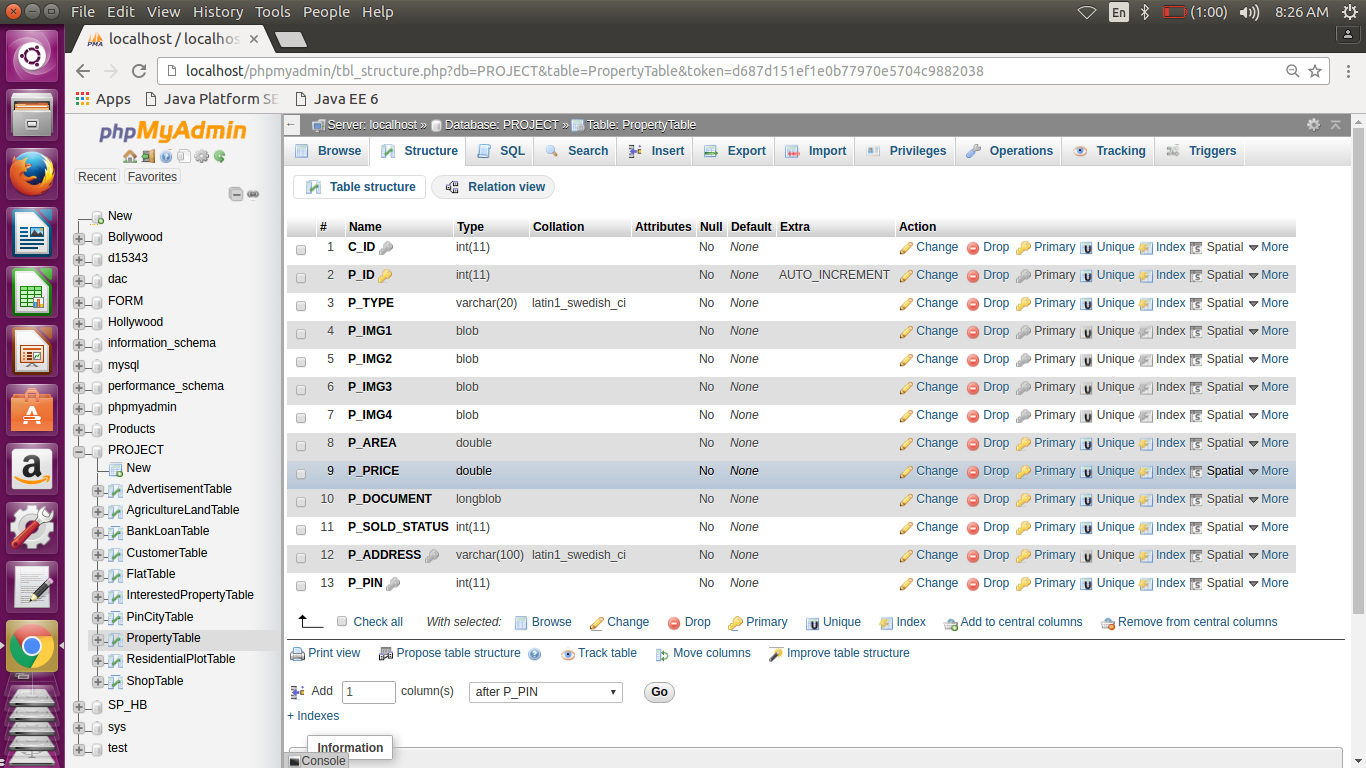 File Edit View History Tools People Help
En (1:00) 8:26 AM
localhost / localhos
localhost/phpmyadmin/tbl_structure.php?db=PROJECT&table=PropertyTable&token=d687d151ef1e0b77970e5704c9882038
Apps Java Platform SE Java EE 6
phpMyAdmin
Recent Favorites
New
Bollywood
d15343
dac
FORM
Hollywood
information_schema
mysql
performance_schema
phpmyadmin
Products
PROJECT
New
AdvertisementTable
AgricultureLandTable
BankLoanTable
CustomerTable
FlatTable
InterestedPropertyTable
PinCityTable
PropertyTable
ResidentialPlotTable
ShopTable
SP_HB
sys
test
Server: localhost » Database: PROJECT » Table: PropertyTable
Browse Structure SQL Search Insert Export Import Privileges Operations Tracking Triggers
Table structure Relation view
# Name Type Collation Attributes Null Default Extra Action
1 C_ID int(11) No None Change Drop Primary Unique Index Spatial More
2 P_ID int(11) No None AUTO_INCREMENT Change Drop Primary Unique Index Spatial More
3 P_TYPE varchar(20) latin1_swedish_ci No None Change Drop Primary Unique Index Spatial More
4 P_IMG1 blob No None Change Drop Primary Unique Index Spatial More
5 P_IMG2 blob No None Change Drop Primary Unique Index Spatial More
6 P_IMG3 blob No None Change Drop Primary Unique Index Spatial More
7 P_IMG4 blob No None Change Drop Primary Unique Index Spatial More
8 P_AREA double No None Change Drop Primary Unique Index Spatial More
9 P_PRICE double No None Change Drop Primary Unique Index Spatial More
10 P_DOCUMENT longblob No None Change Drop Primary Unique Index Spatial More
11 P_SOLD_STATUS int(11) No None Change Drop Primary Unique Index Spatial More
12 P_ADDRESS varchar(100) latin1_swedish_ci No None Change Drop Primary Unique Index Spatial More
13 P_PIN int(11) No None Change Drop Primary Unique Index Spatial More
Check all With selected: Browse Change Drop Primary Unique Index Add to central columns Remove from central columns
Print view Propose table structure Track table Move columns Improve table structure
Add 1 column(s) after P_PIN Go
+ Indexes
Information
Console